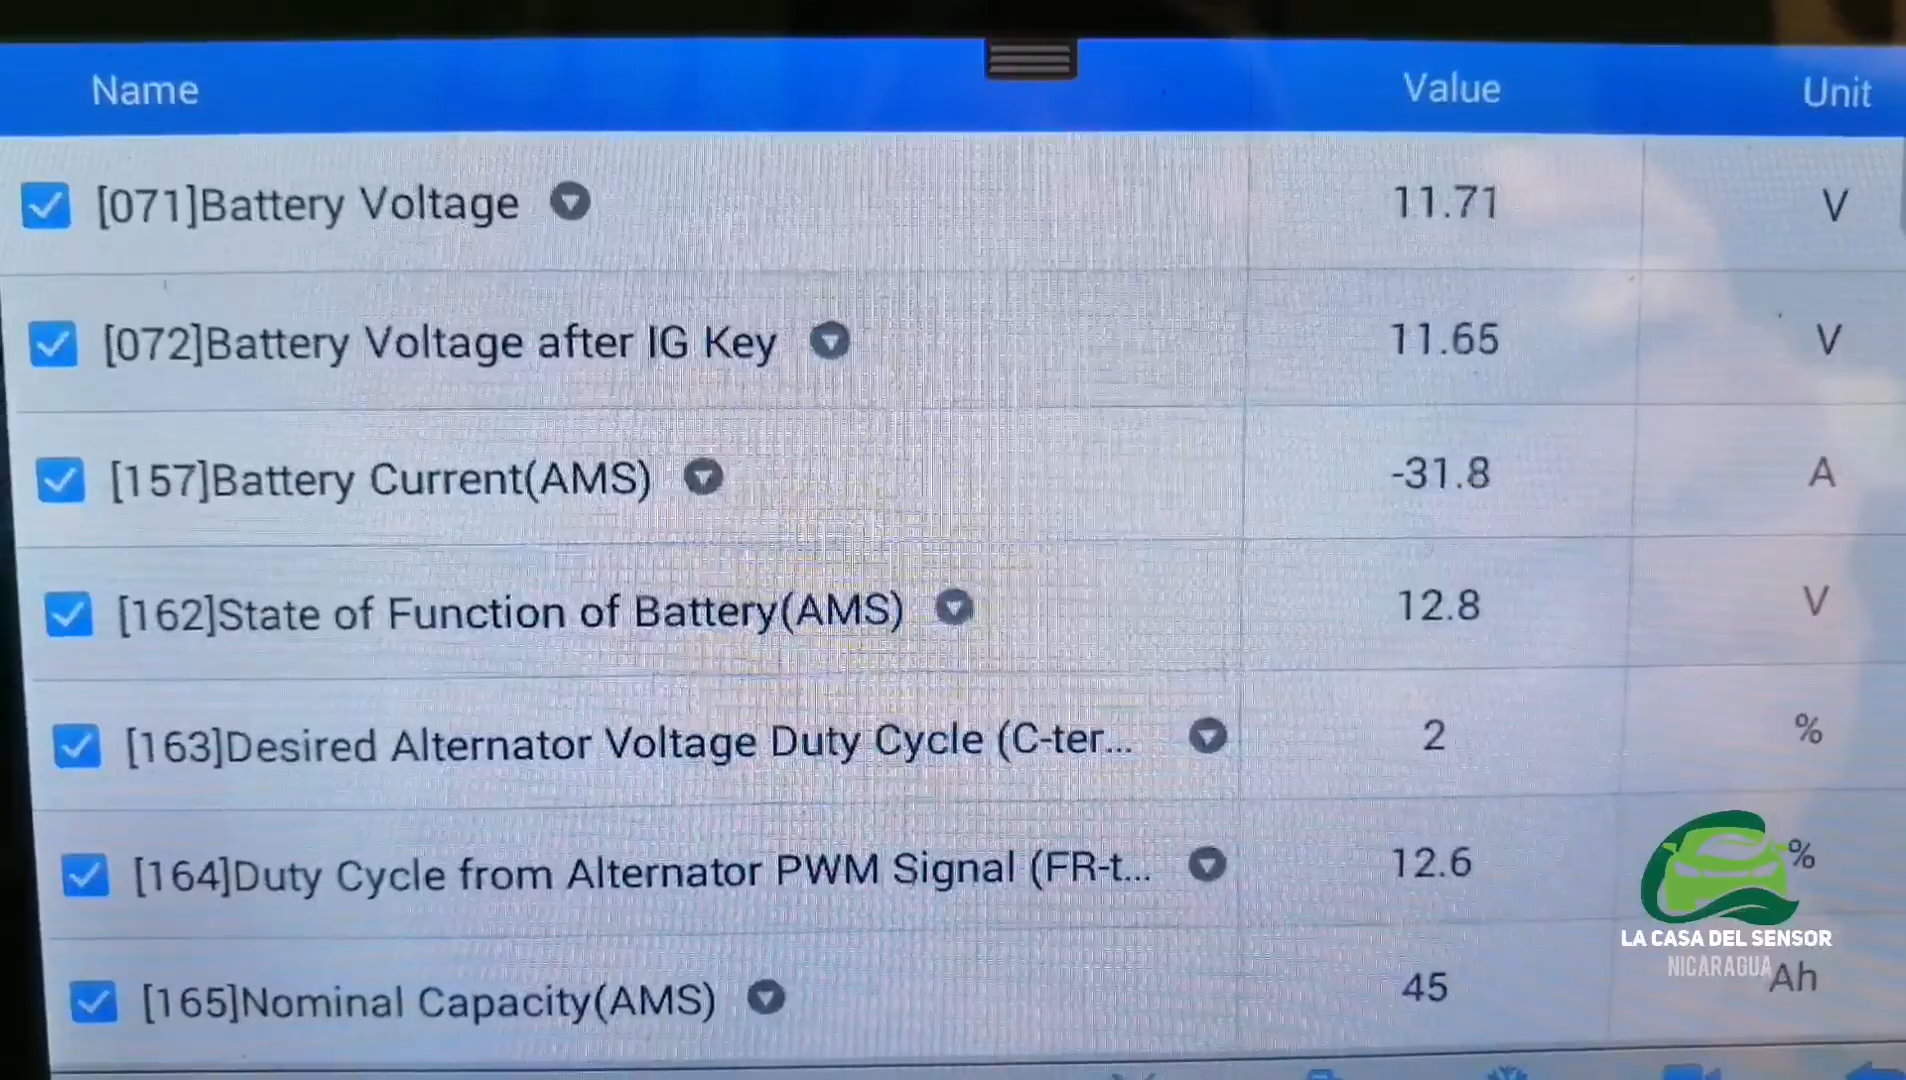 Name Value Unit
[071]Battery Voltage 11.71 V
[072]Battery Voltage after IG Key 11.65 V
[157]Battery Current(AMS) -31.8 A
[162]State of Function of Battery(AMS) 12.8 V
[163]Desired Alternator Voltage Duty Cycle (C-ter... 2 %
[164]Duty Cycle from Alternator PWM Signal (FR-t... 12.6 %
[165]Nominal Capacity(AMS) 45 Ah
LA CASA DEL SENSOR
NICARAGUA